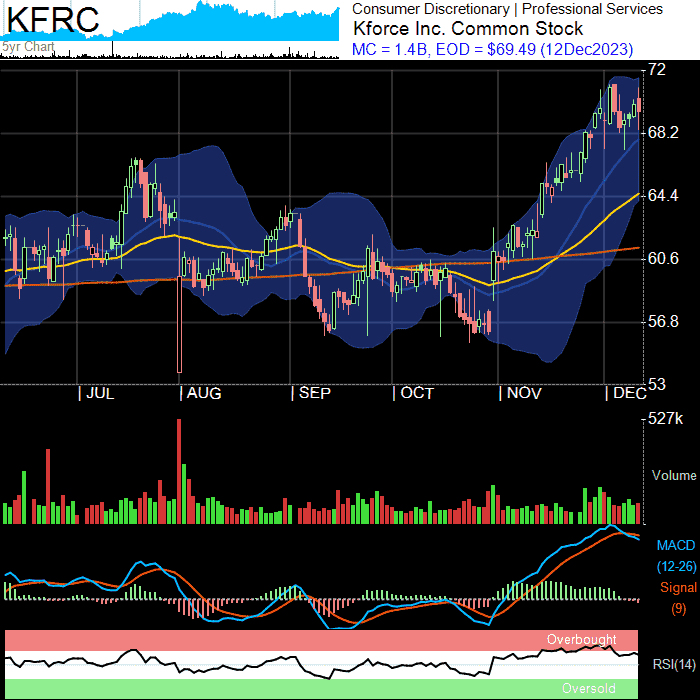 KFRC
5yr Chart
Consumer Discretionary | Professional Services
Kforce Inc. Common Stock
MC = 1.4B, EOD = $69.49 (12Dec2023)
72
68.2
64.4
60.6
56.8
53
| JUL | AUG | SEP | OCT | NOV | DEC
527k
Volume
MACD
(12-26)
Signal
(9)
Overbought
RSI(14)
Oversold